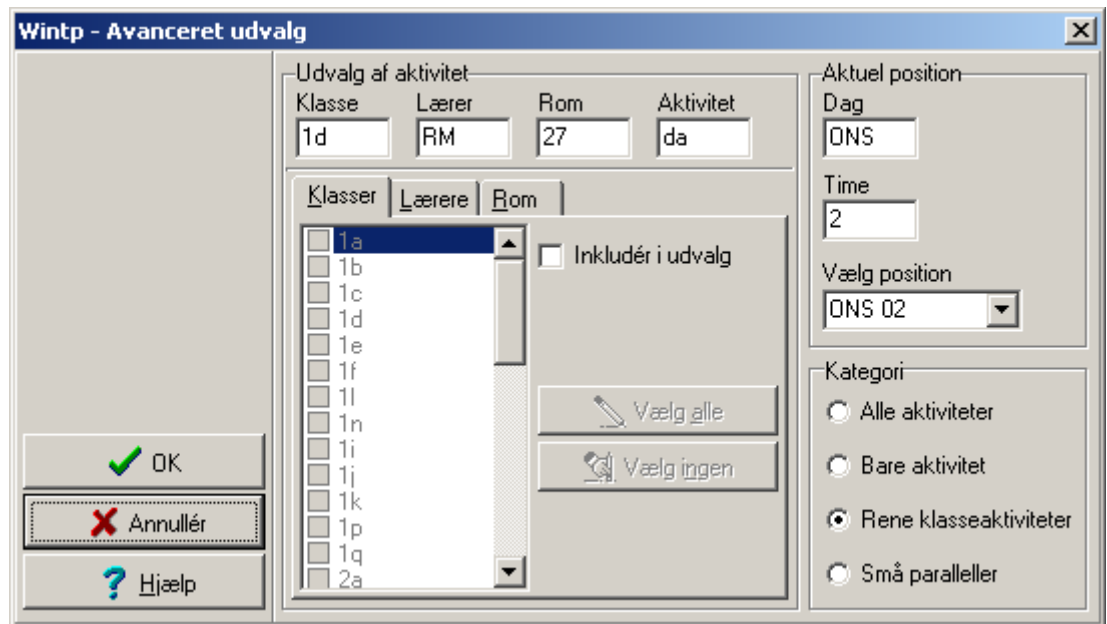 Wintp - Avanceret udvalg
Udvalg af aktivitet
Klasse Lærer Rom Aktivitet
1d RM 27 da
Klasser Lærere Rom
1a
1b
1c
1d
1e
1f
1l
1n
1i
1j
1k
1p
1q
2a
Inkludér i udvalg
Vælg alle
Vælg ingen
Aktuel position
Dag
ONS
Time
2
Vælg position
ONS 02
Kategori
Alle aktiviteter
Bare aktivitet
Rene klasseaktiviteter
Små paralleller
OK
Annullér
Hjælp